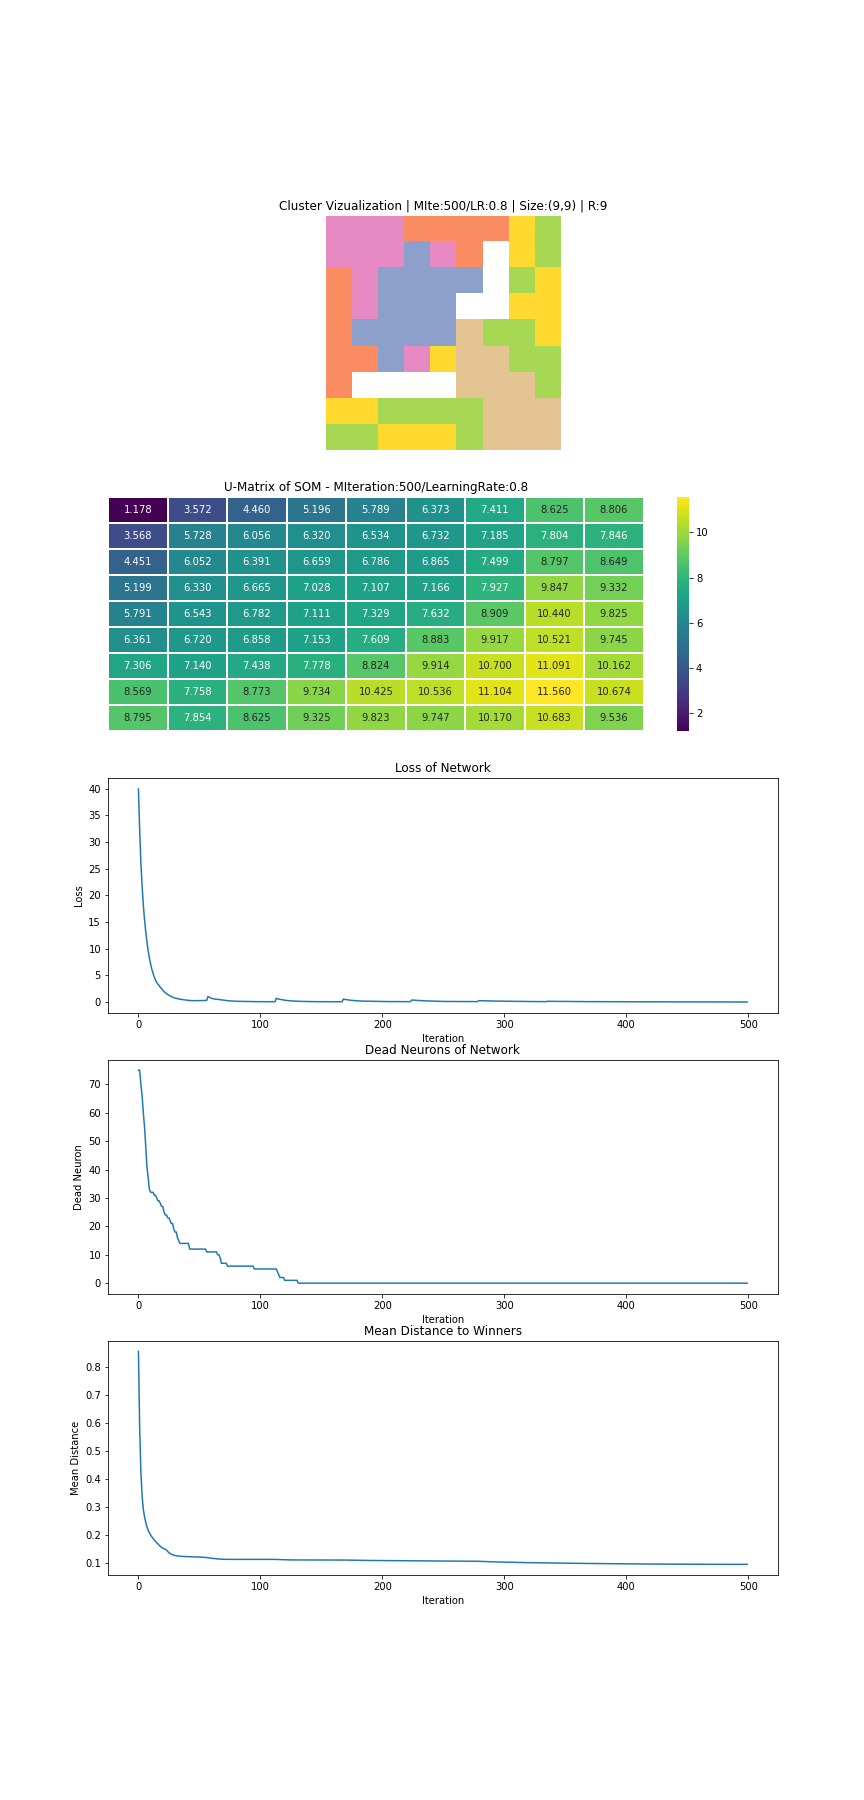 Cluster Vizualization | MIte:500/LR:0.8 | Size:(9,9) | R:9
U-Matrix of SOM - MIteration:500/LearningRate:0.8
1.178 3.572 4.460 5.196 5.789 6.373 7.411 8.625 8.806
3.568 5.728 6.056 6.320 6.534 6.732 7.185 7.804 7.846
4.451 6.052 6.391 6.659 6.786 6.865 7.499 8.797 8.649
5.199 6.330 6.665 7.028 7.107 7.166 7.927 9.847 9.332
5.791 6.543 6.782 7.111 7.329 7.632 8.909 10.440 9.825
6.361 6.720 6.858 7.153 7.609 8.883 9.917 10.521 9.745
7.306 7.140 7.438 7.778 8.824 9.914 10.700 11.091 10.162
8.569 7.758 8.773 9.734 10.425 10.536 11.104 11.560 10.674
8.795 7.854 8.625 9.325 9.823 9.747 10.170 10.683 9.536
10
8
6
4
2
Loss of Network
40
35
30
25
20
15
10
5
0
Loss
0 100 200 300 400 500
Iteration
Dead Neurons of Network
70
60
50
40
30
20
10
0
Dead Neuron
0 100 200 300 400 500
Iteration
Mean Distance to Winners
0.8
0.7
0.6
0.5
0.4
0.3
0.2
0.1
Mean Distance
0 100 200 300 400 500
Iteration